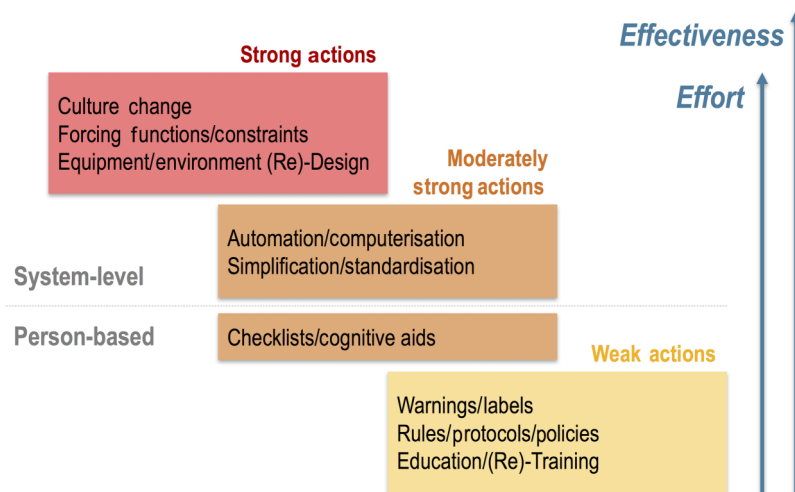 Effectiveness
Strong actions
Effort
Culture change
Forcing functions/constraints
Equipment/environment (Re)-Design
Moderately
strong actions
Automation/computerisation
Simplification/standardisation
System-level
Person-based
Checklists/cognitive aids
Weak actions
Warnings/labels
Rules/protocols/policies
Education/(Re)-Training